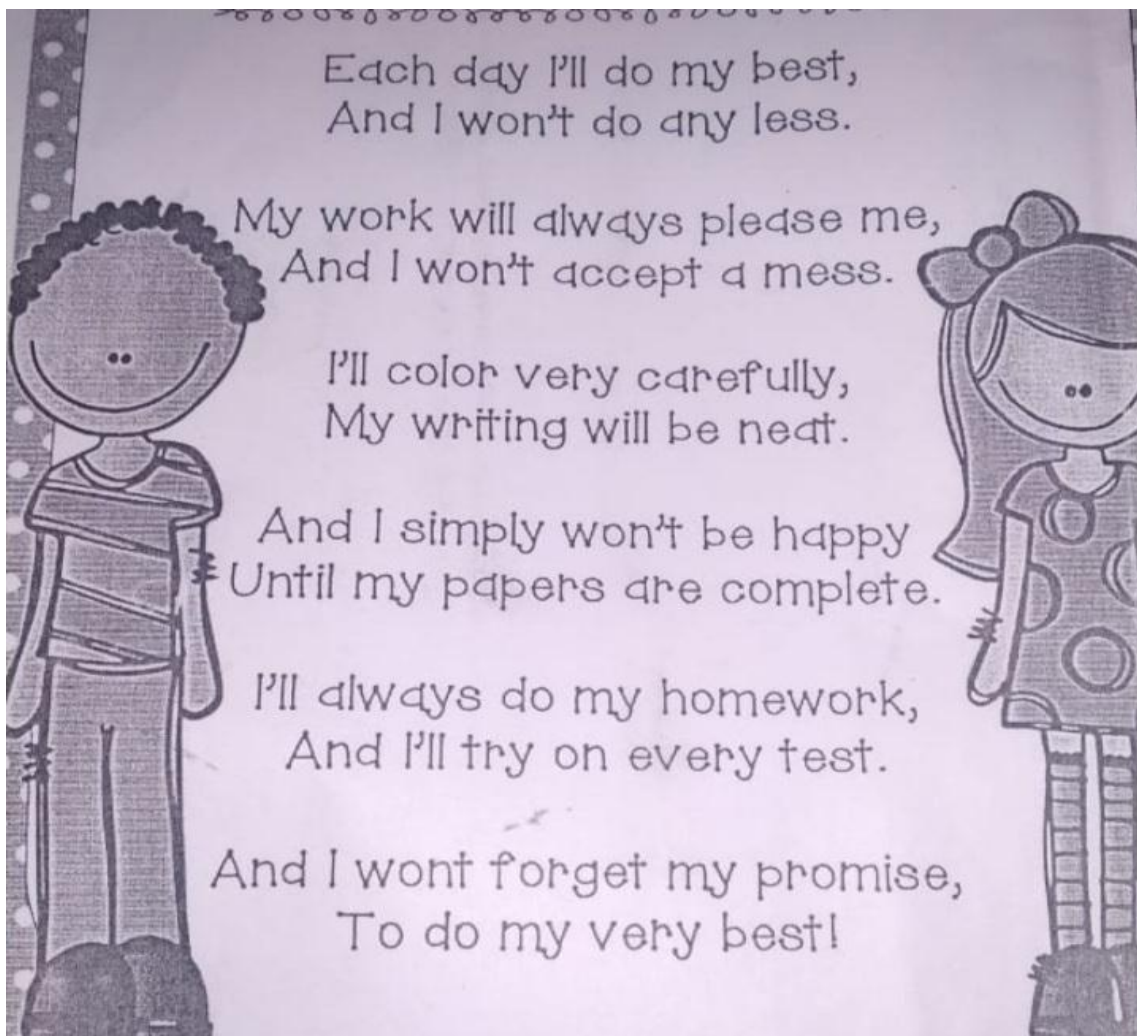 Each day I'll do my best,
And I won't do any less.
My work will always please me,
And I won't accept a mess.
I'll color very carefully,
My writing will be neat.
And I simply won't be happy
Until my papers are complete.
I'll always do my homework,
And I'll try on every test.
And I wont forget my promise,
To do my very best!